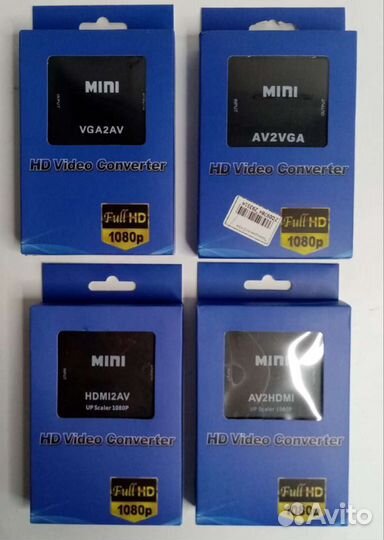 MINI
INPUT
VGA2AV
HD Video Converter
Full HD
1080p
MINI
INPUT
AV2VGA
HD Video Converter
Full HD
1080p
MINI
HDMI2AV
UP Scaler 1080P
HD Video Converter
Full HD
1080p
MINI
AV2HDMI
UP Scaler 1080P
HD Video Converter
Full HD
1080p
Avito